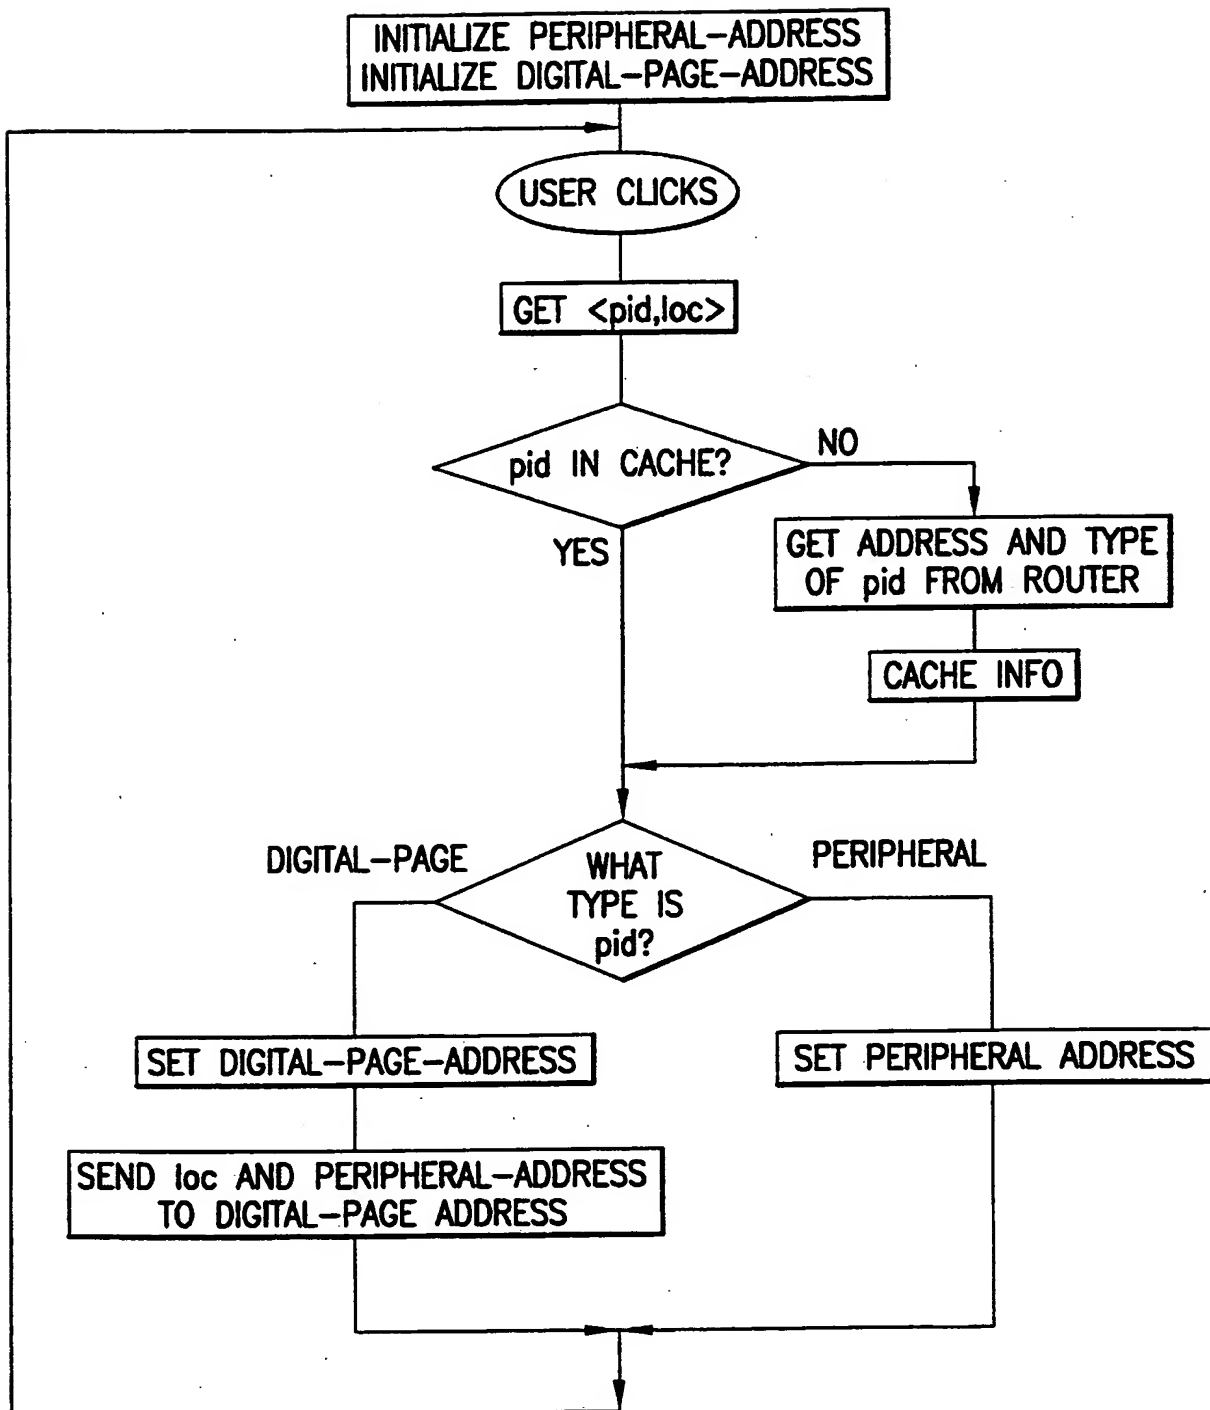 INITIALIZE PERIPHERAL-ADDRESS
INITIALIZE DIGITAL-PAGE-ADDRESS
USER CLICKS
GET <pid,loc>
pid IN CACHE?
NO
YES
GET ADDRESS AND TYPE
OF pid FROM ROUTER
CACHE INFO
DIGITAL-PAGE
PERIPHERAL
WHAT
TYPE IS
pid?
SET DIGITAL-PAGE-ADDRESS
SET PERIPHERAL ADDRESS
SEND loc AND PERIPHERAL-ADDRESS
TO DIGITAL-PAGE ADDRESS